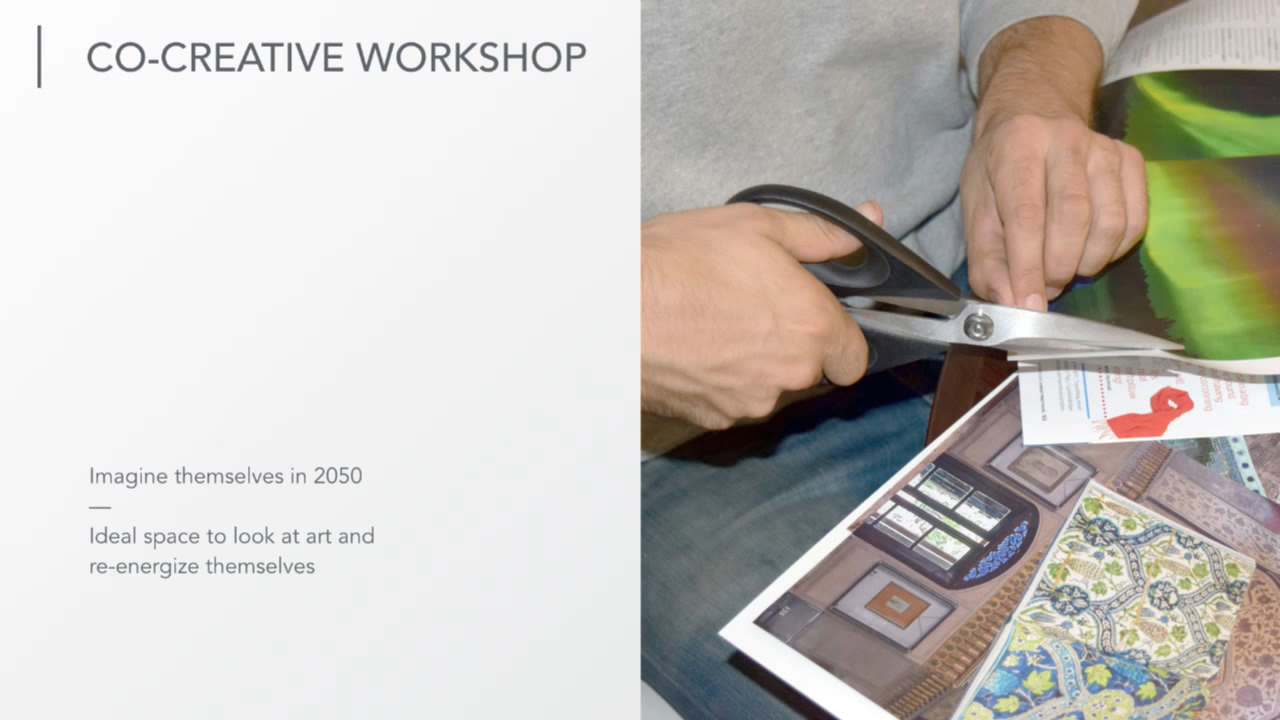 CO-CREATIVE WORKSHOP
Imagine themselves in 2050
Ideal space to look at art and
re-energize themselves